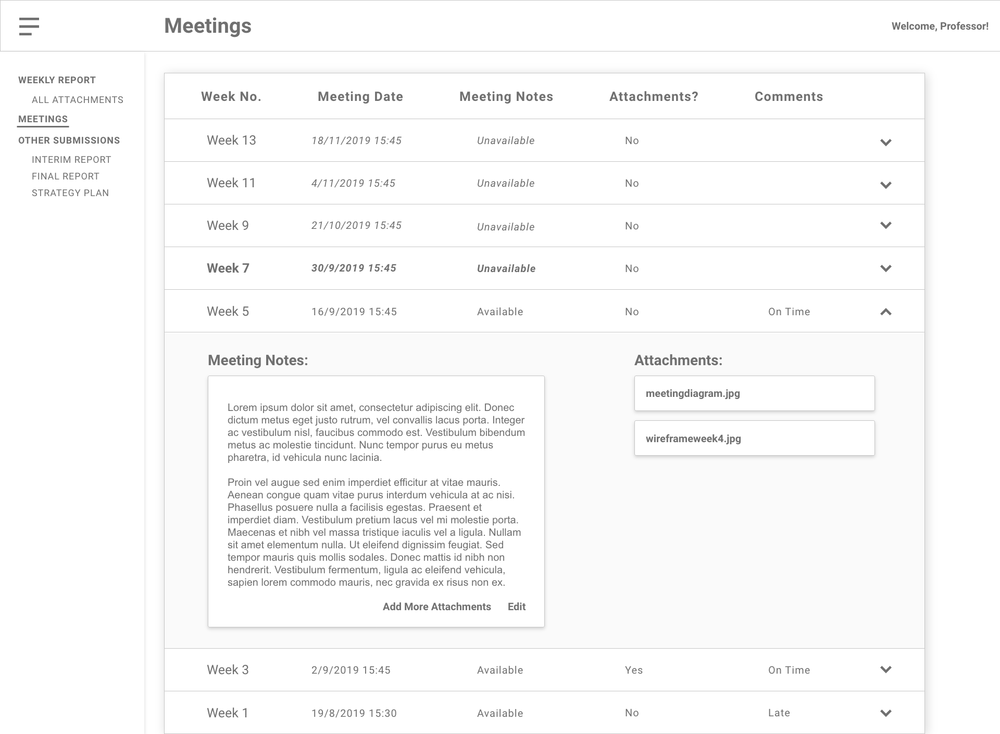 Meetings
Welcome, Professor!
WEEKLY REPORT
ALL ATTACHMENTS
MEETINGS
OTHER SUBMISSIONS
INTERIM REPORT
FINAL REPORT
STRATEGY PLAN
Week No. Meeting Date Meeting Notes Attachments? Comments
Week 13 18/11/2019 15:45 Unavailable No
Week 11 4/11/2019 15:45 Unavailable No
Week 9 21/10/2019 15:45 Unavailable No
Week 7 30/9/2019 15:45 Unavailable No
Week 5 16/9/2019 15:45 Available No On Time
Meeting Notes:
Lorem ipsum dolor sit amet, consectetur adipiscing elit. Donec
dictum metus eget justo rutrum, vel convallis lacus porta. Integer
ac vestibulum nisl, faucibus commodo est. Vestibulum bibendum
metus ac molestie tincidunt. Nunc tempor purus eu metus
pharetra, id vehicula nunc lacinia.
Proin vel augue sed enim imperdiet efficitur at vitae mauris.
Aenean congue quam vitae purus interdum vehicula at ac nisi.
Phasellus posuere nulla a facilisis egestas. Praesent et
imperdiet diam. Vestibulum pretium lacus vel mi molestie porta.
Maecenas et nibh vel massa tristique iaculis vel a ligula. Nullam
sit amet elementum nulla. Ut eleifend dignissim feugiat. Sed
tempor mauris quis mollis sodales. Donec mattis id nibh non
hendrerit. Vestibulum fermentum, ligula ac eleifend vehicula,
sapien lorem commodo mauris, nec gravida ex risus non ex.
Add More Attachments Edit
Attachments:
meetingdiagram.jpg
wireframeweek4.jpg
Week 3 2/9/2019 15:45 Available Yes On Time
Week 1 19/8/2019 15:30 Available No Late